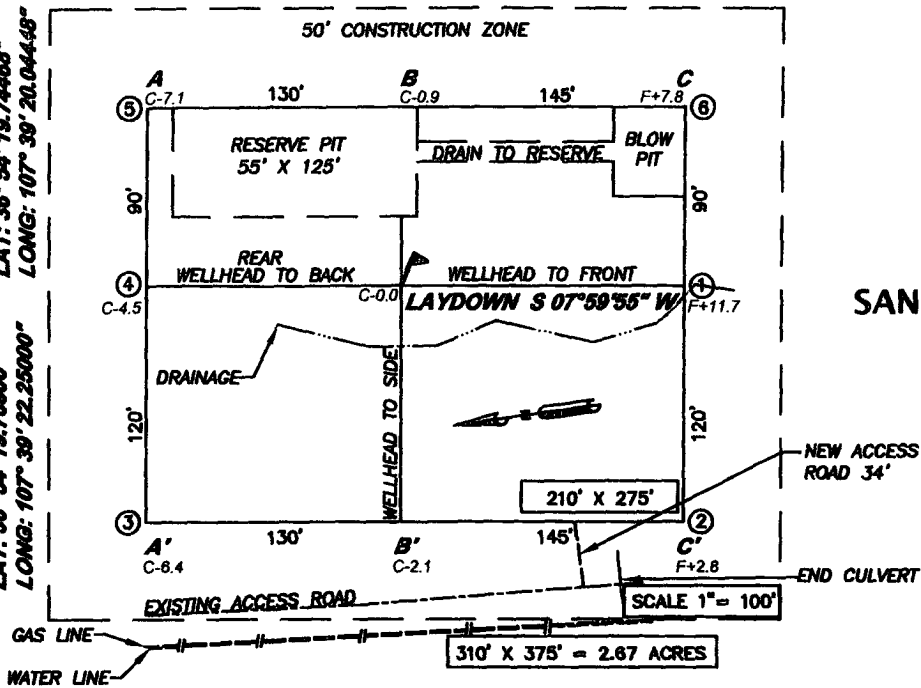 50' CONSTRUCTION ZONE
LONG: 107° 39' 20.04448"
A
B
C
C-7.1
130'
C-0.9
145'
F+7.8
5
6
RESERVE PIT
55' X 125'
DRAIN TO RESERVE
BLOW
PIT
90'
90'
REAR
WELLHEAD TO BACK
WELLHEAD TO FRONT
4
1
C-4.5
C-0.0
LAYDOWN S 07°59'55" W
F+11.7
SAN
LONG: 107° 39' 22.25000"
DRAINAGE
WELLHEAD TO SIDE
120'
120'
NEW ACCESS
ROAD 34'
210' X 275'
3
2
130'
145'
A'
B'
C'
C-6.4
C-2.1
F+2.8
END CULVERT
EXISTING ACCESS ROAD
SCALE 1"= 100'
GAS LINE
310' X 375' = 2.67 ACRES
WATER LINE